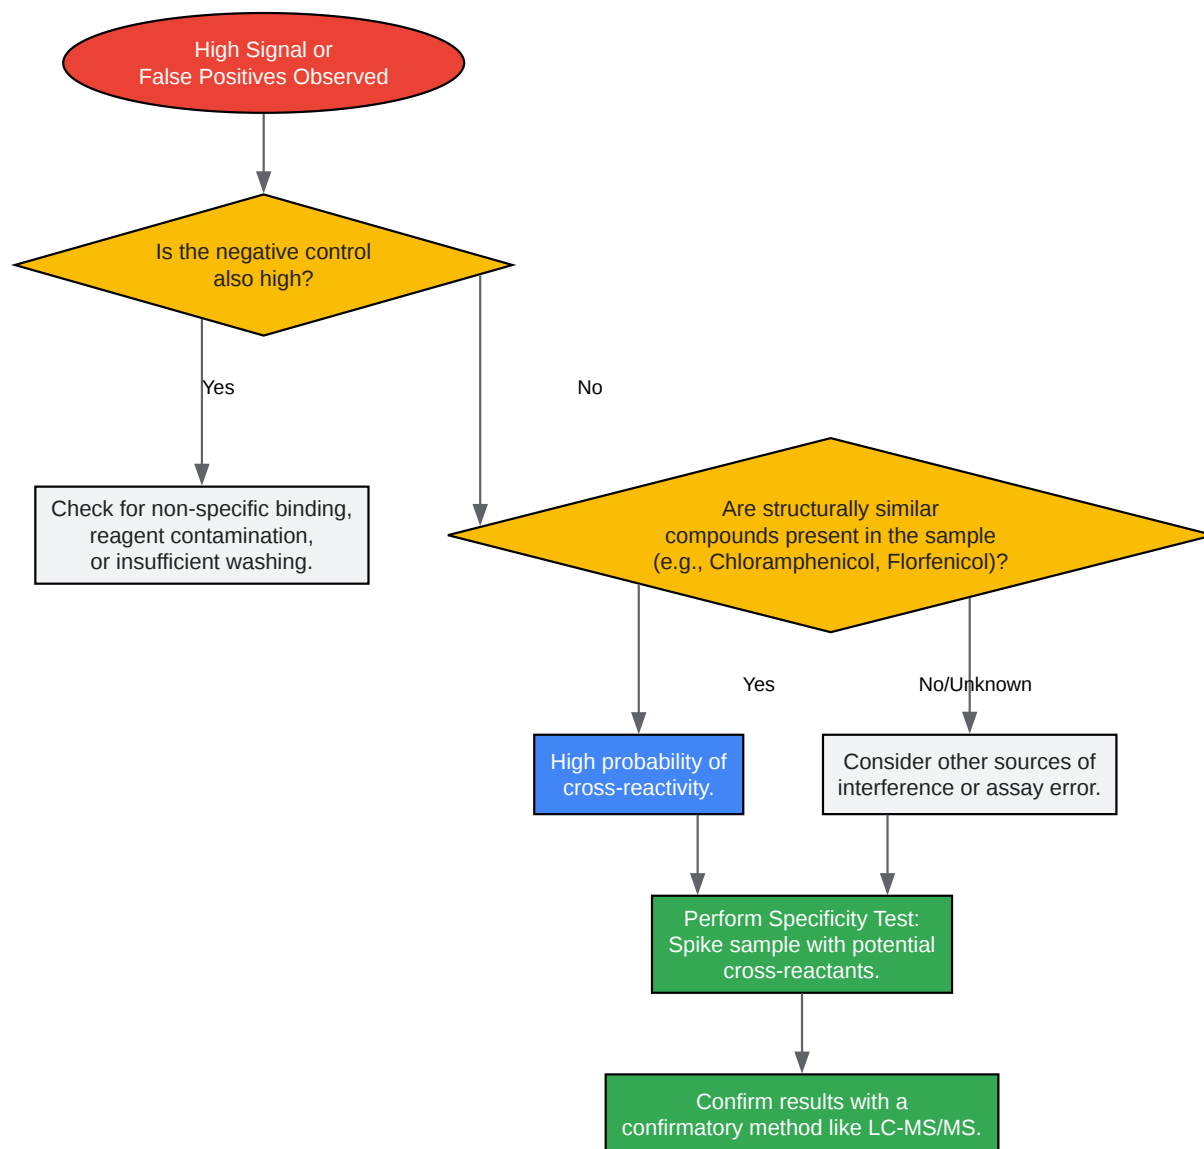 High Signal or
False Positives Observed
Is the negative control
also high?
Yes
No
Check for non-specific binding,
reagent contamination,
or insufficient washing.
Are structurally similar
compounds present in the sample
(e.g., Chloramphenicol, Florfenicol)?
Yes
No/Unknown
High probability of
cross-reactivity.
Consider other sources of
interference or assay error.
Perform Specificity Test:
Spike sample with potential
cross-reactants.
Confirm results with a
confirmatory method like LC-MS/MS.